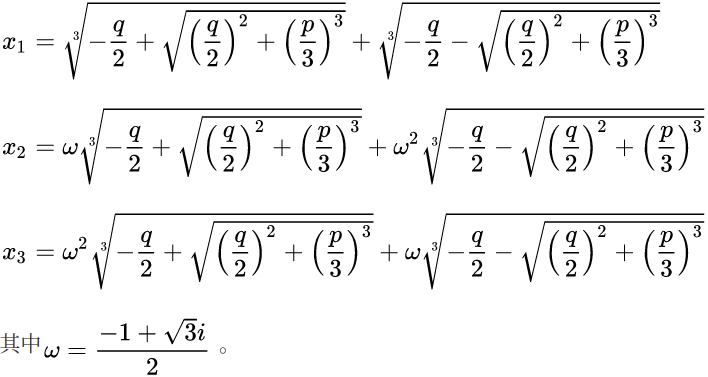 x₁ = ∛(−q/2 + √((q/2)² + (p/3)³)) + ∛(−q/2 − √((q/2)² + (p/3)³))
x₂ = ω∛(−q/2 + √((q/2)² + (p/3)³)) + ω²∛(−q/2 − √((q/2)² + (p/3)³))
x₃ = ω²∛(−q/2 + √((q/2)² + (p/3)³)) + ω∛(−q/2 − √((q/2)² + (p/3)³))
其中 ω = (−1 + √3i)/2 。